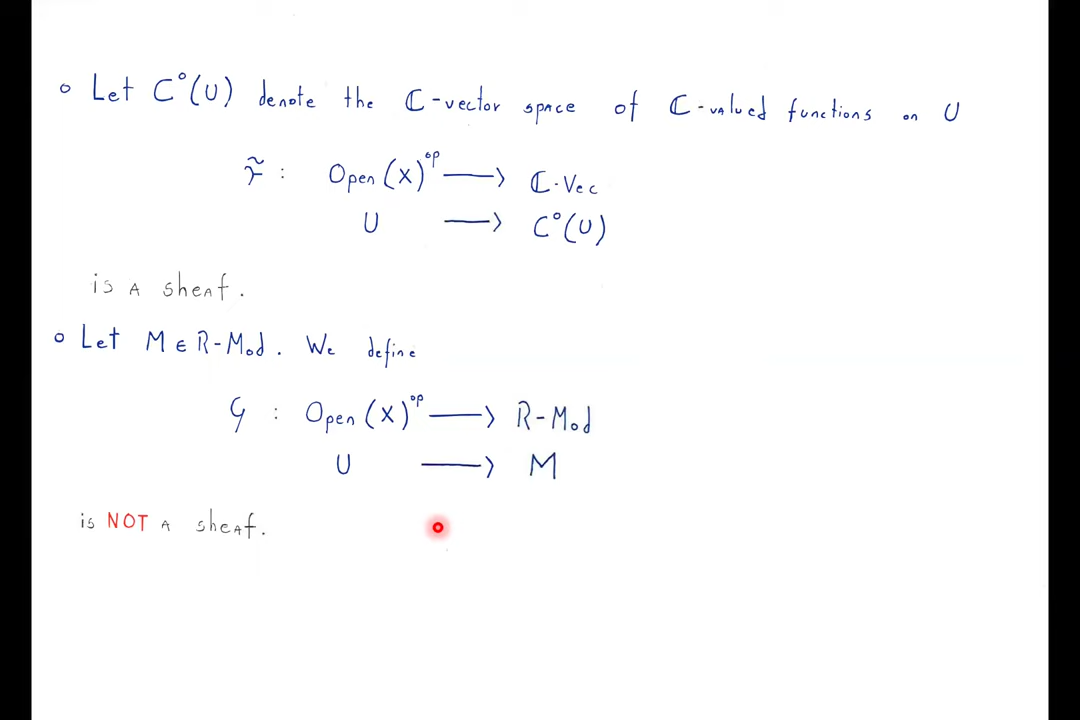 o Let C°(U) denote the ℂ-vector space of ℂ-valued functions on U
: Open(X)^op ⟶ ℂ-Vec
U ⟶ C°(U)
is a sheaf.
o Let M ∈ R-Mod. We define
G : Open(X)^op ⟶ R-Mod
U ⟶ M
is NOT a sheaf.